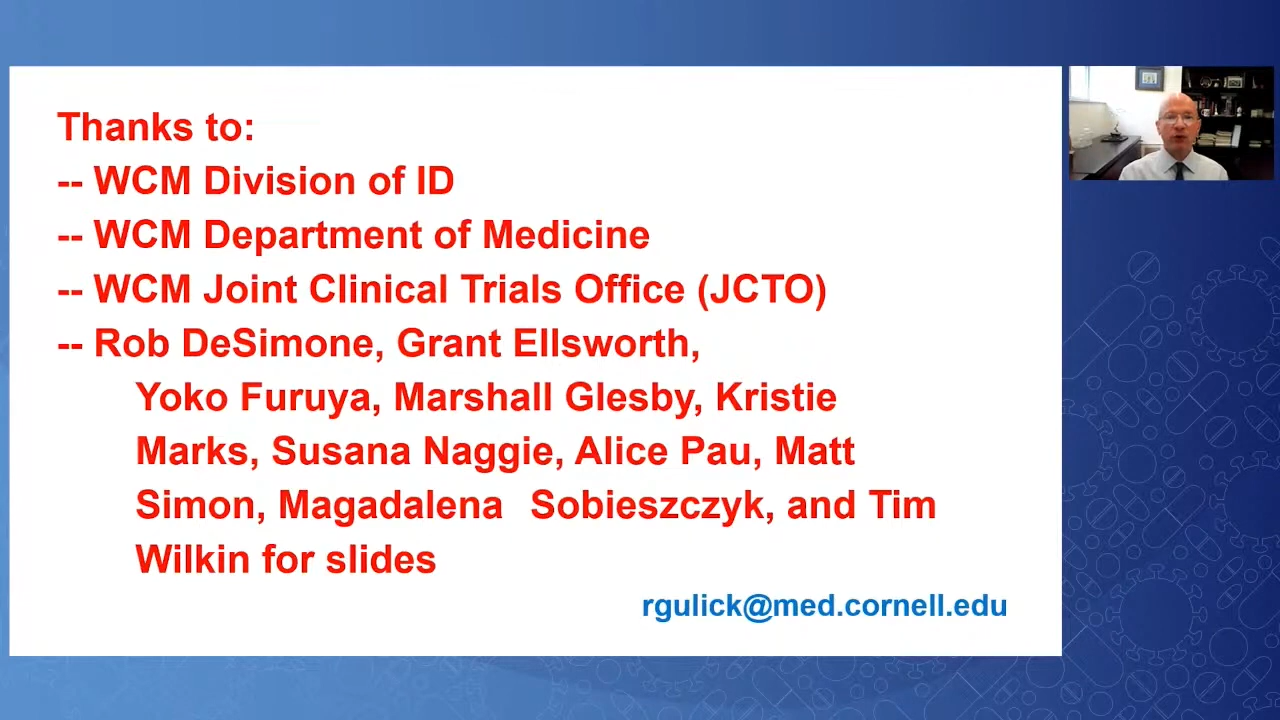 Thanks to:
-- WCM Division of ID
-- WCM Department of Medicine
-- WCM Joint Clinical Trials Office (JCTO)
-- Rob DeSimone, Grant Ellsworth,
Yoko Furuya, Marshall Glesby, Kristie
Marks, Susana Naggie, Alice Pau, Matt
Simon, Magadalena Sobieszczyk, and Tim
Wilkin for slides
rgulick@med.cornell.edu